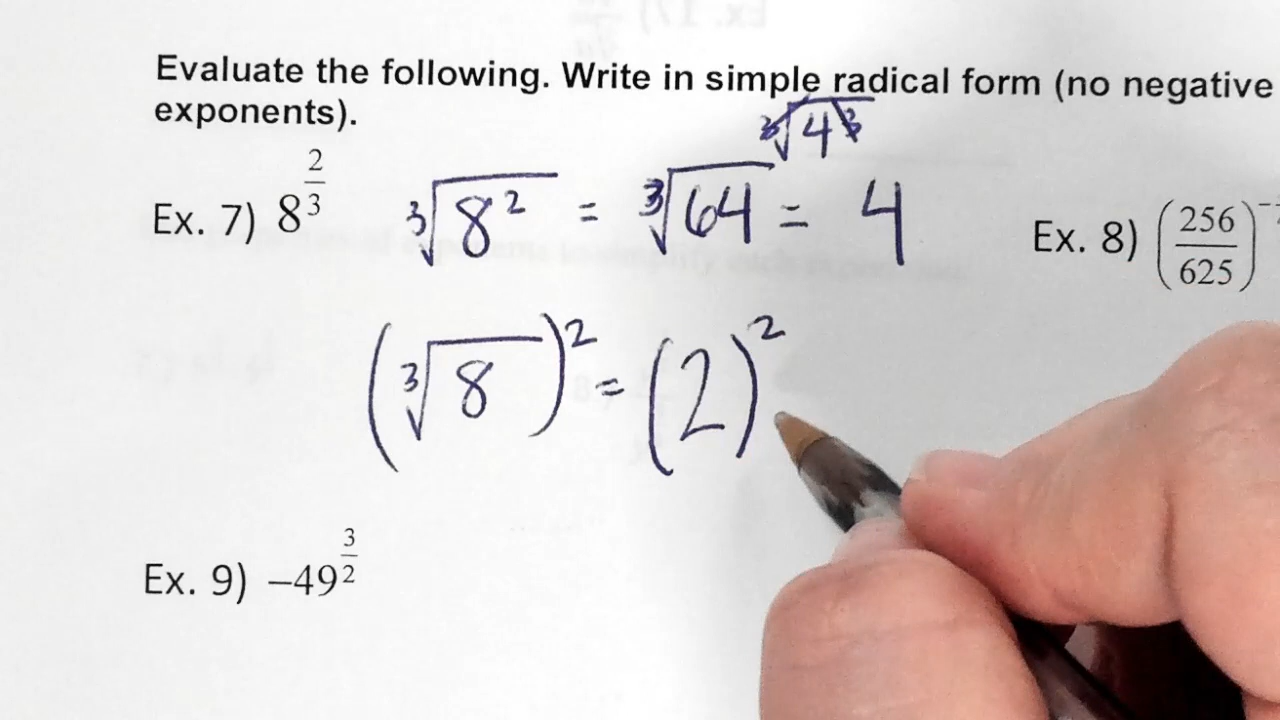 Evaluate the following. Write in simple radical form (no negative
exponents).
∛4³
Ex. 7) 8^(2/3) ∛8² = ∛64 = 4
Ex. 8) (256/625)^-
(∛8)² = (2)²
Ex. 9) −49^(3/2)